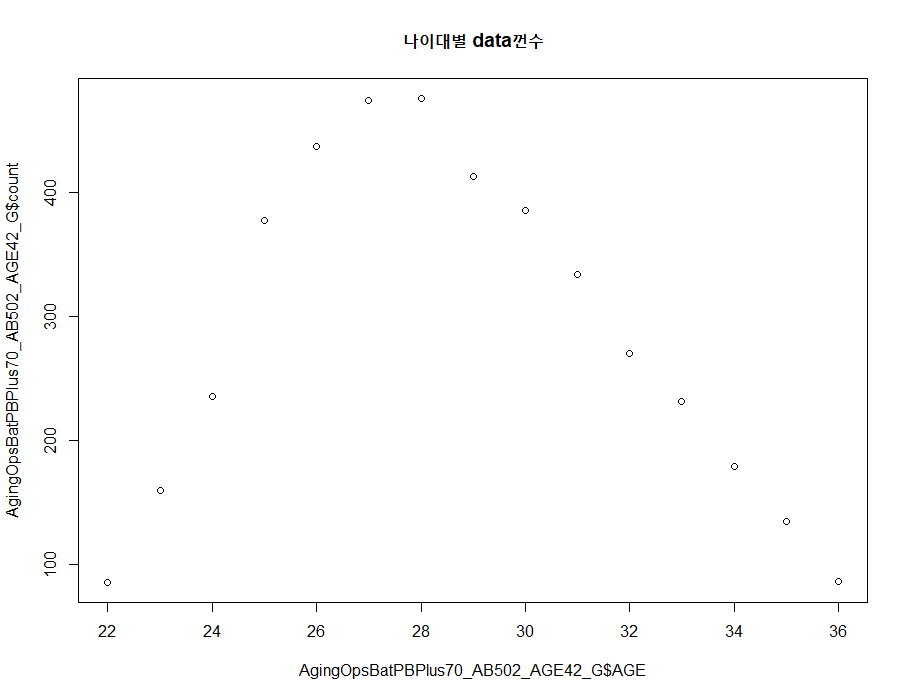 나이대별 data껀수
AgingOpsBatPBPlus70_AB502_AGE42_G$count
400
300
200
100
22 24 26 28 30 32 34 36
AgingOpsBatPBPlus70_AB502_AGE42_G$AGE